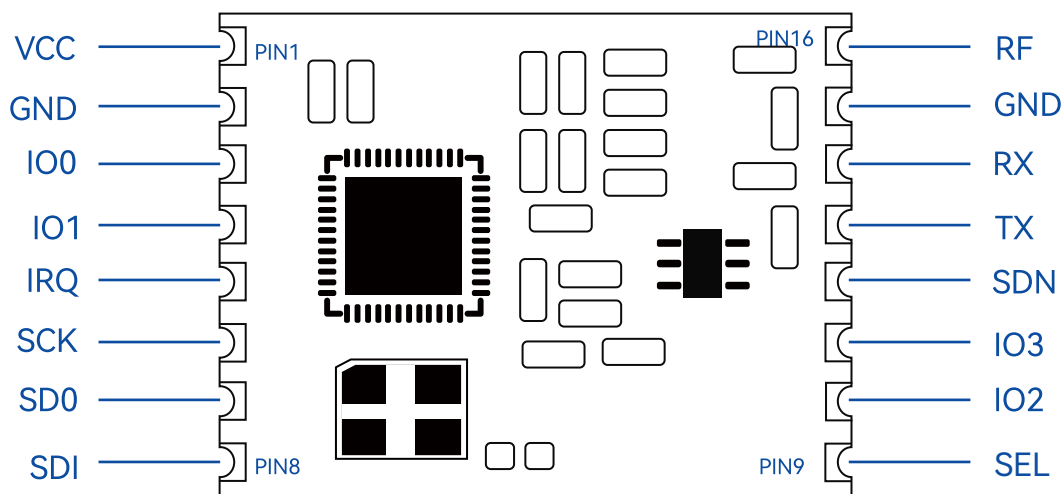 VCC
PIN1
PIN16
RF
GND
GND
IO0
RX
IO1
TX
IRQ
SDN
SCK
IO3
SD0
IO2
SDI
PIN8
PIN9
SEL